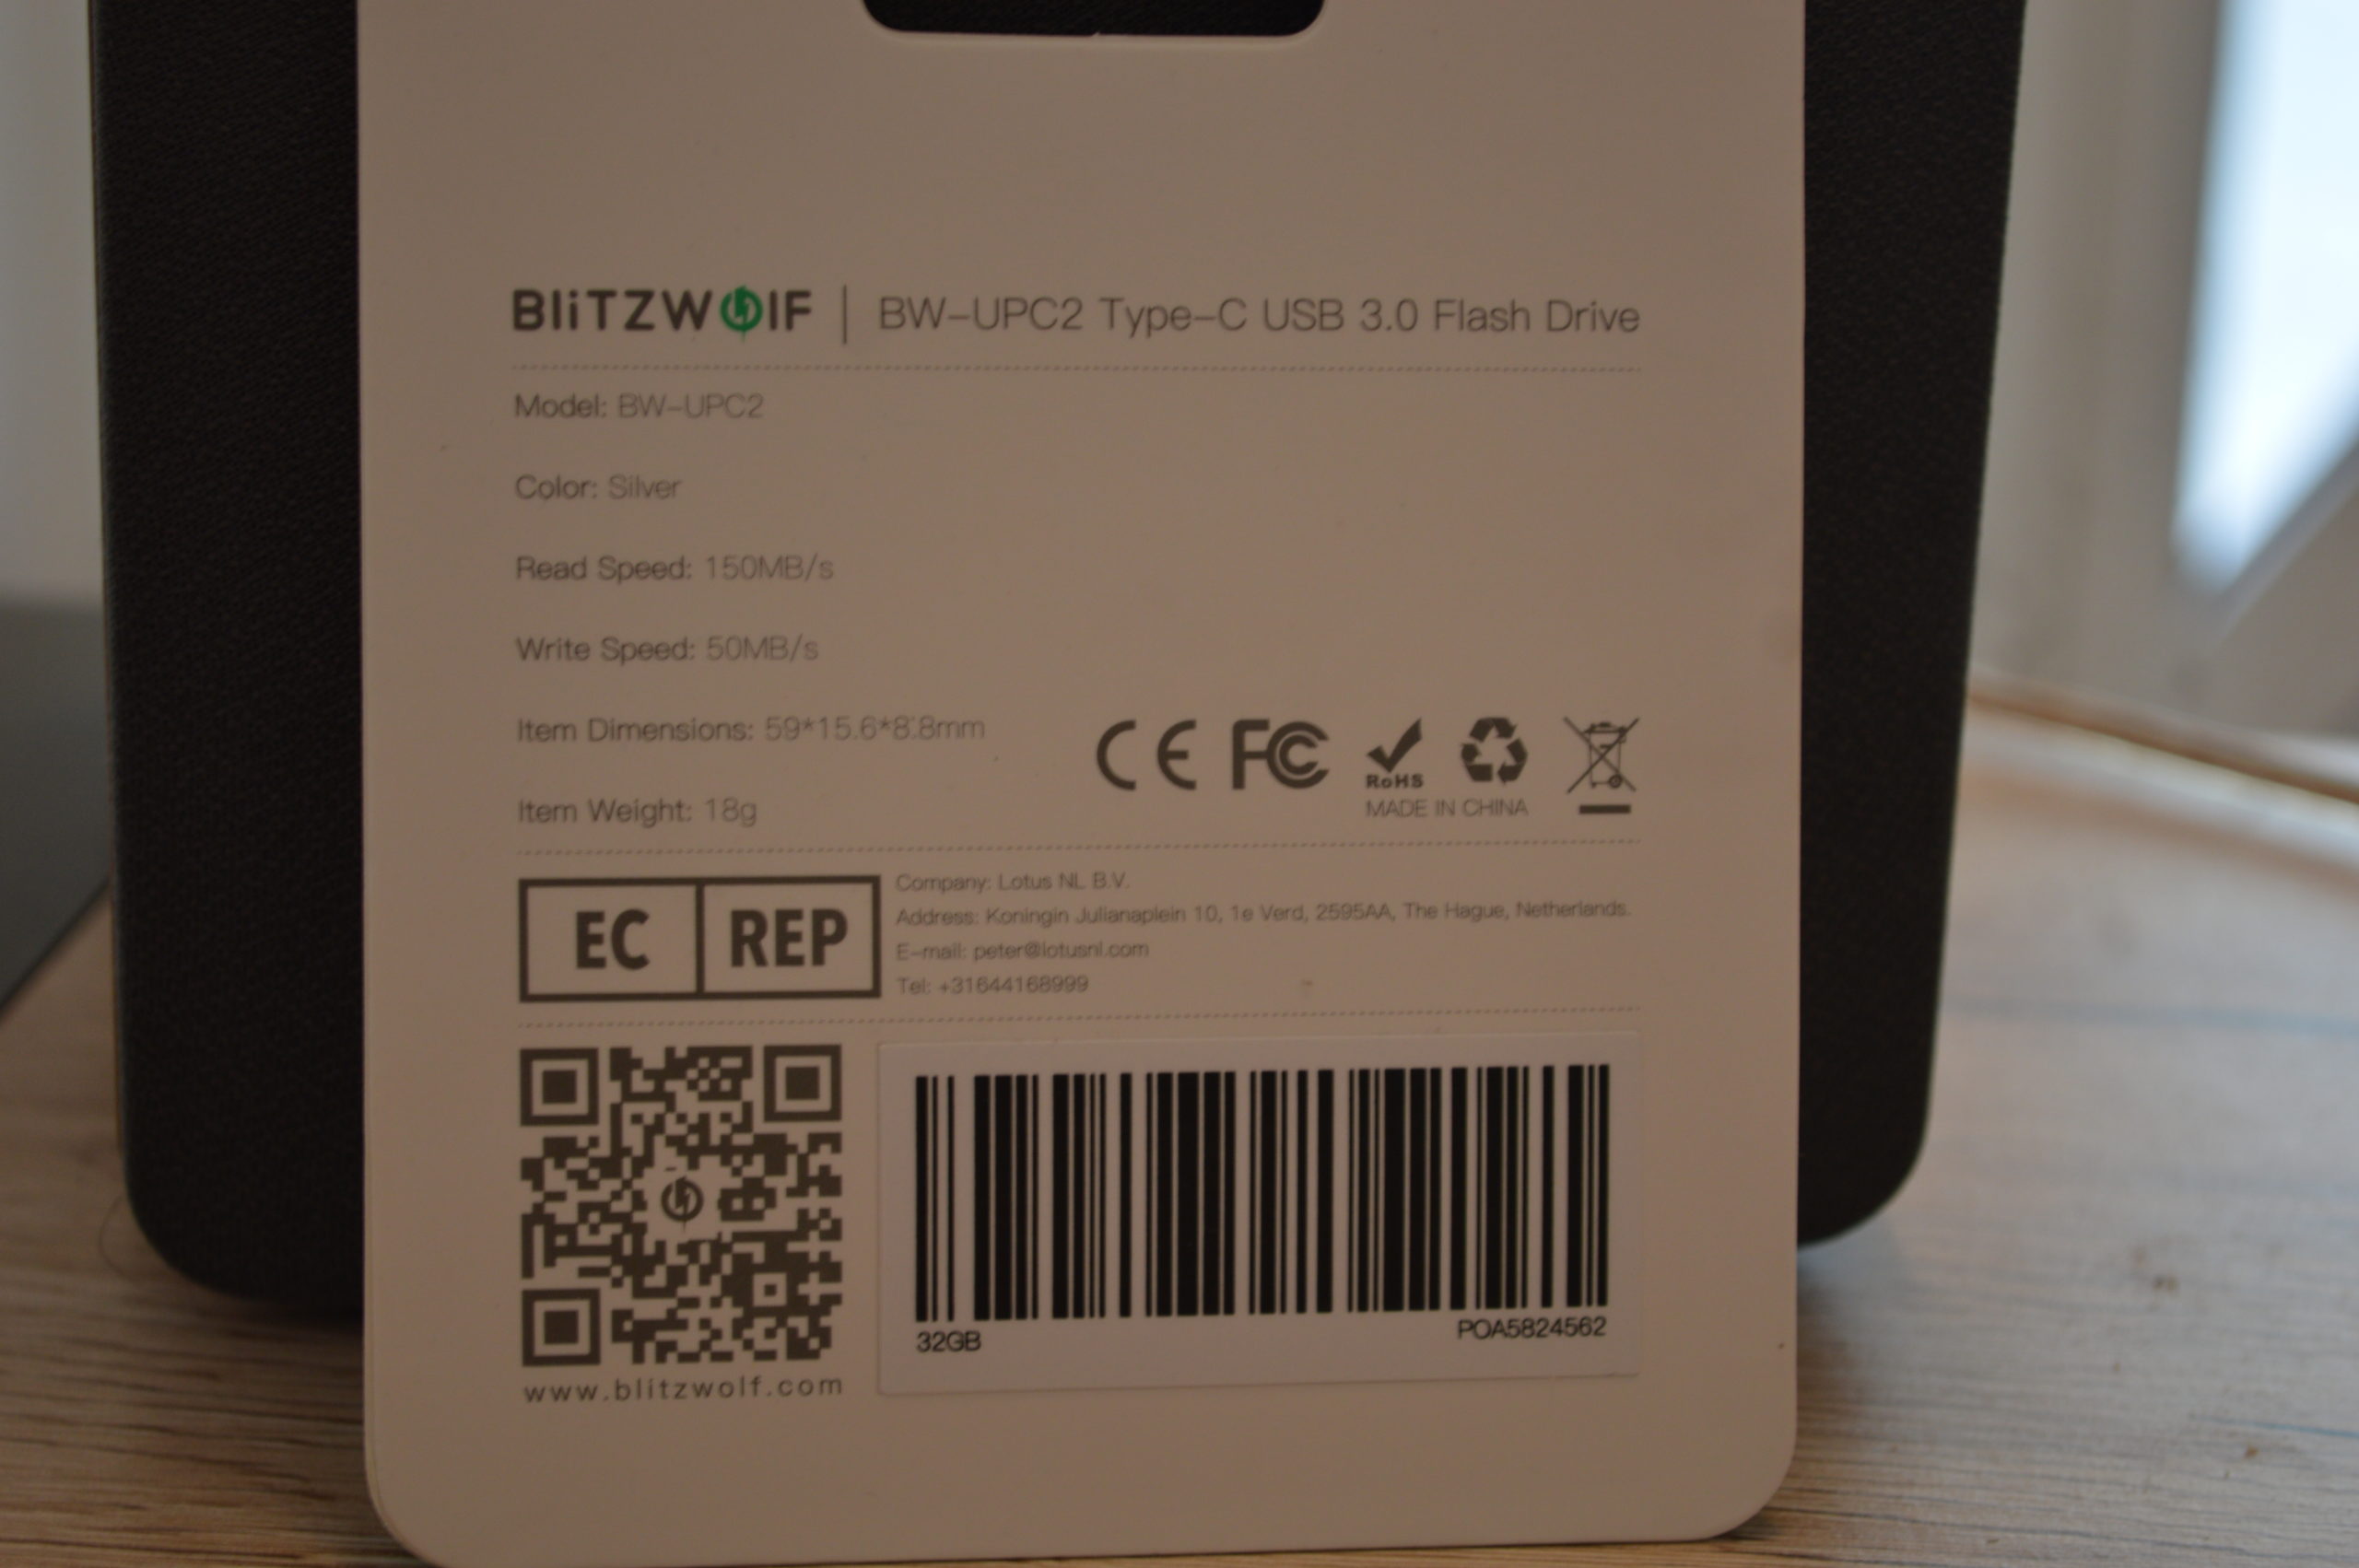 BlitzWolf | BW-UPC2 Type-C USB 3.0 Flash Drive
Model: BW-UPC2
Color: Silver
Read Speed: 150MB/s
Write Speed: 50MB/s
Item Dimensions: 59*15.6*8.8mm
Item Weight: 18g
CE FC RoHS
MADE IN CHINA
EC REP
Company: Lotus NL B.V.
Address: Koningin Julianaplein 10, 1e Verd, 2595AA, The Hague, Netherlands.
E-mail: peter@lotusnl.com
Tel: +31644168999
32GB POA5824562
www.blitzwolf.com